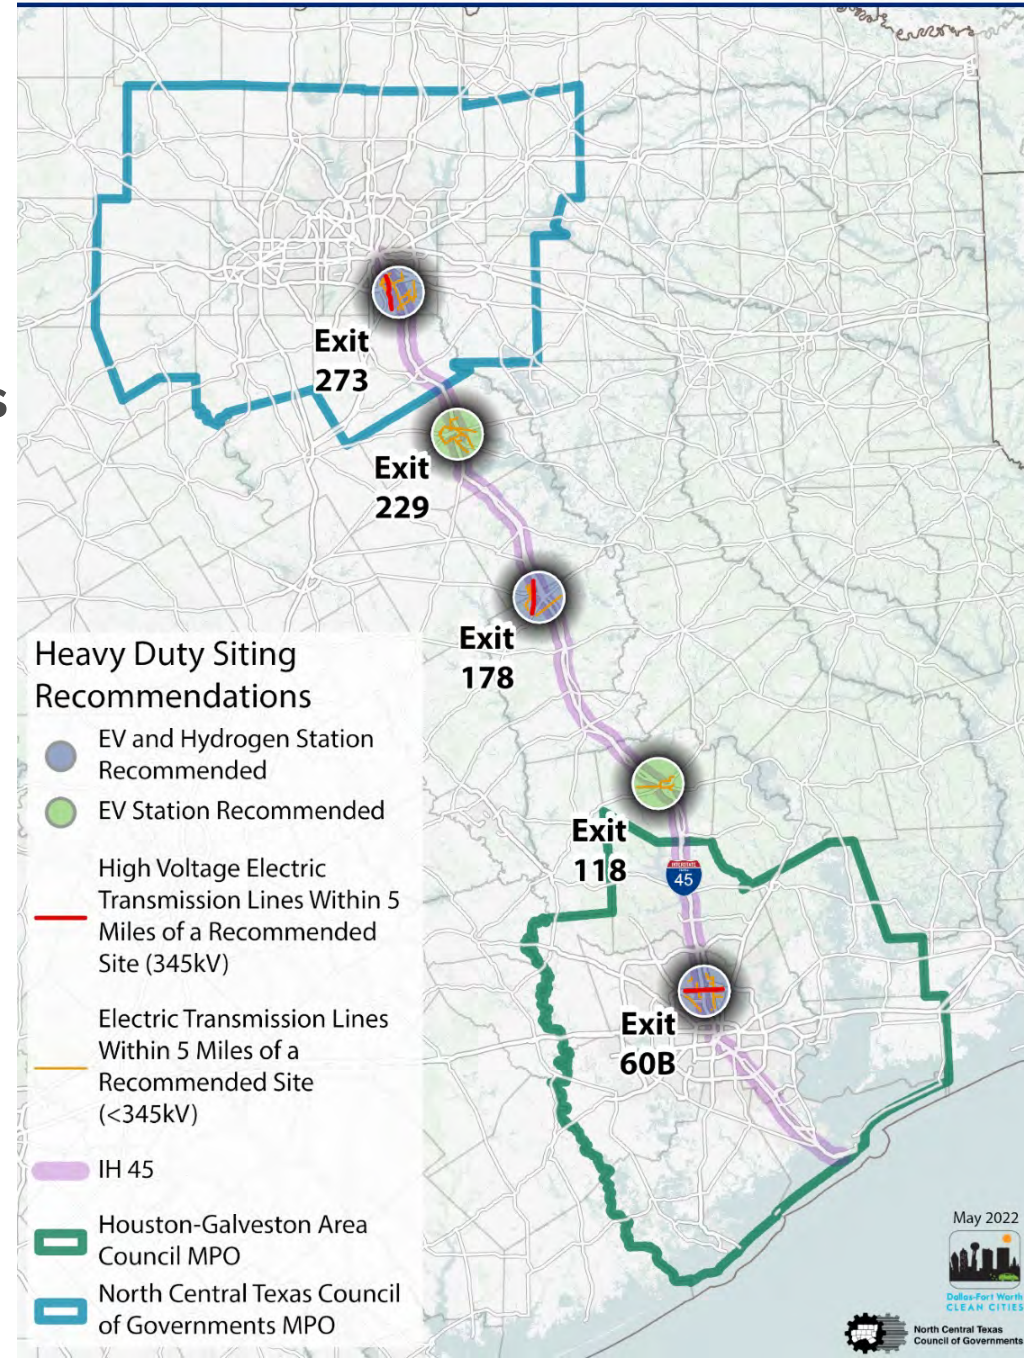 s
Exit
273
Exit
229
Exit
178
Exit
118
INTERSTATE
45
Exit
60B
Heavy Duty Siting
Recommendations
EV and Hydrogen Station
Recommended
EV Station Recommended
High Voltage Electric
Transmission Lines Within 5
Miles of a Recommended
Site (345kV)
Electric Transmission Lines
Within 5 Miles of a
Recommended Site
(<345kV)
IH 45
Houston-Galveston Area
Council MPO
North Central Texas Council
of Governments MPO
May 2022
Dallas-Fort Worth
CLEAN CITIES
North Central Texas
Council of Governments